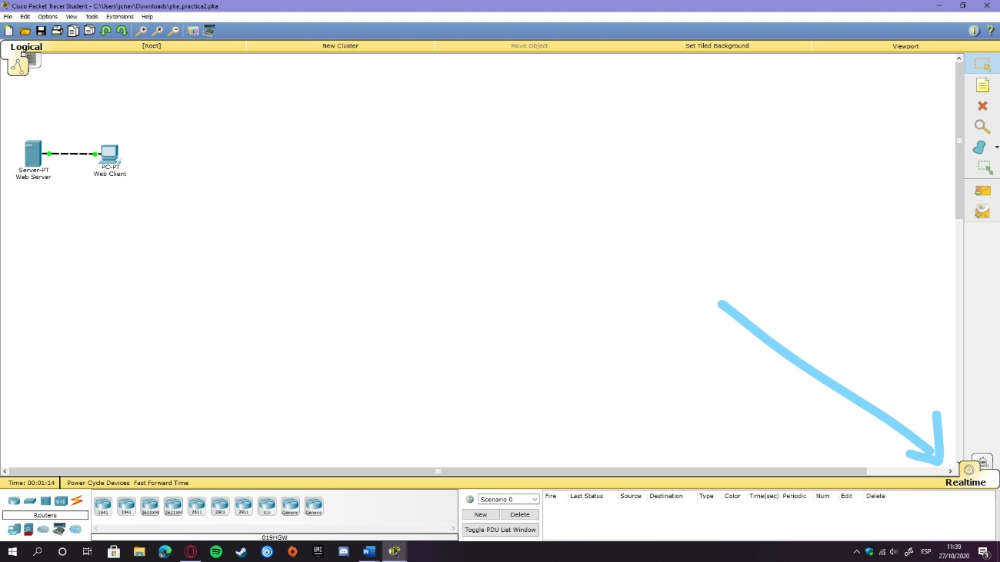 Cisco Packet Tracer Student - C:\Users\jcnav\Downloads\pka_practica2.pka
File Edit Options View Tools Extensions Help
Logical [Root] New Cluster Move Object Set Tiled Background Viewport
Server-PT
Web Server
PC-PT
Web Client
Realtime
Time: 00:01:14 Power Cycle Devices Fast Forward Time
Routers
1841 1941 2620XM 2621XM 2811 2901 2911 819 Generic Generic
819HGW
Scenario 0
New Delete
Toggle PDU List Window
Fire Last Status Source Destination Type Color Time(sec) Periodic Num Edit Delete
EPIC
ESP
11:39
27/10/2020
3